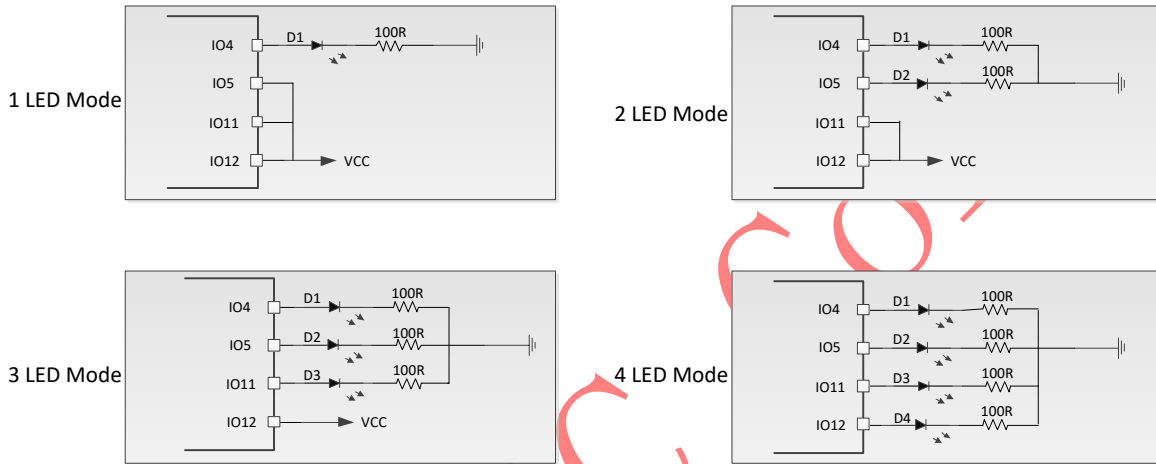 1 LED Mode
IO4
D1
100R
IO5
IO11
IO12
VCC
2 LED Mode
IO4
D1
100R
IO5
D2
100R
IO11
IO12
VCC
3 LED Mode
IO4
D1
100R
IO5
D2
100R
IO11
D3
100R
IO12
VCC
4 LED Mode
IO4
D1
100R
IO5
D2
100R
IO11
D3
100R
IO12
D4
100R